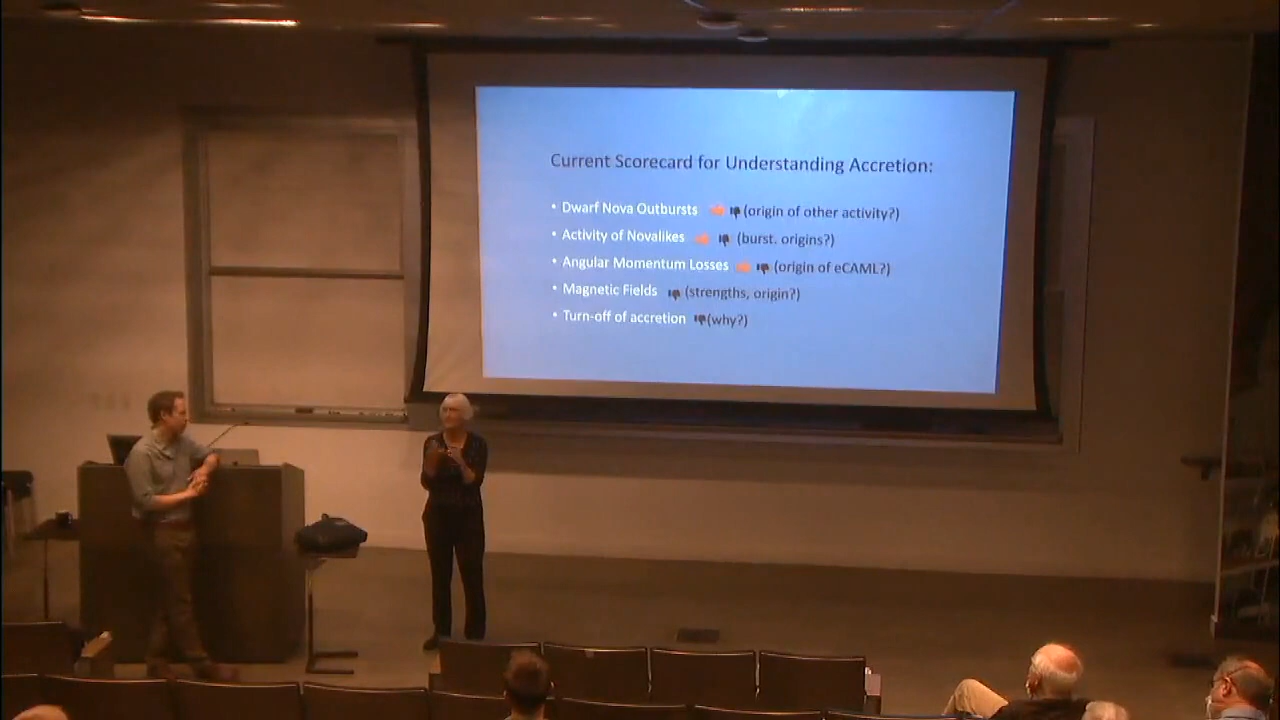 Current Scorecard for Understanding Accretion:
• Dwarf Nova Outbursts 👍 👎 (origin of other activity?)
• Activity of Novalikes 👍 👎 (burst. origins?)
• Angular Momentum Losses 👍 👎 (origin of eCAML?)
• Magnetic Fields 👎 (strengths, origin?)
• Turn-off of accretion 👎(why?)